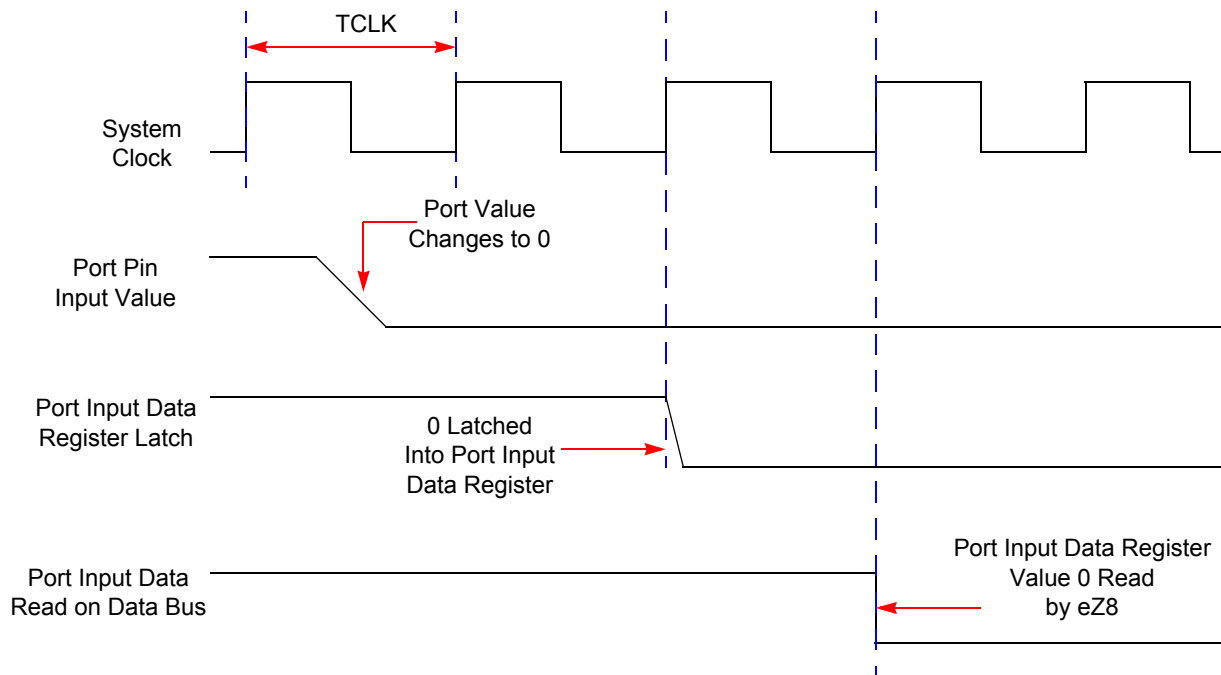 TCLK
System
Clock
Port Value
Changes to 0
Port Pin
Input Value
Port Input Data
Register Latch
0 Latched
Into Port Input
Data Register
Port Input Data
Read on Data Bus
Port Input Data Register
Value 0 Read
by eZ8